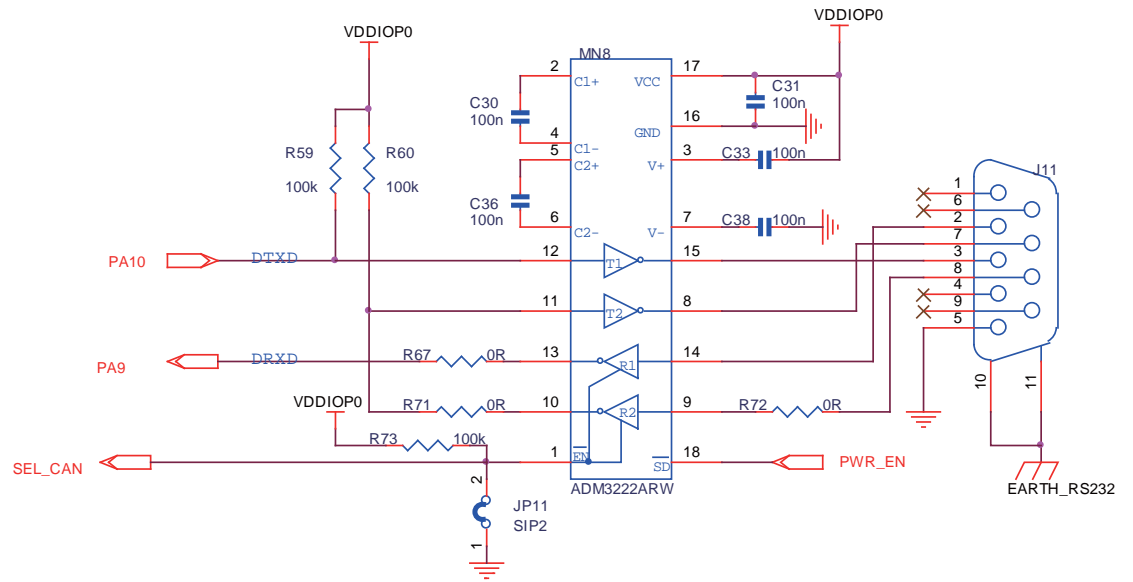 VDDIOP0
VDDIOP0
MN8
2
C1+
VCC
17
C30
100n
C31
100n
16
GND
4
C1-
5
C2+
3
V+
C33
100n
R59
100k
R60
100k
C36
100n
6
C2-
7
V-
C38
100n
J11
1
6
2
7
3
8
4
9
5
10
11
PA10
DTXD
12
T1
15
11
T2
8
PA9
DRXD
R67
0R
13
R1
14
VDDIOP0
R71
0R
10
R2
9
R72
0R
R73
100k
SEL_CAN
1
EN
SD
18
PWR_EN
ADM3222ARW
2
JP11
SIP2
1
EARTH_RS232